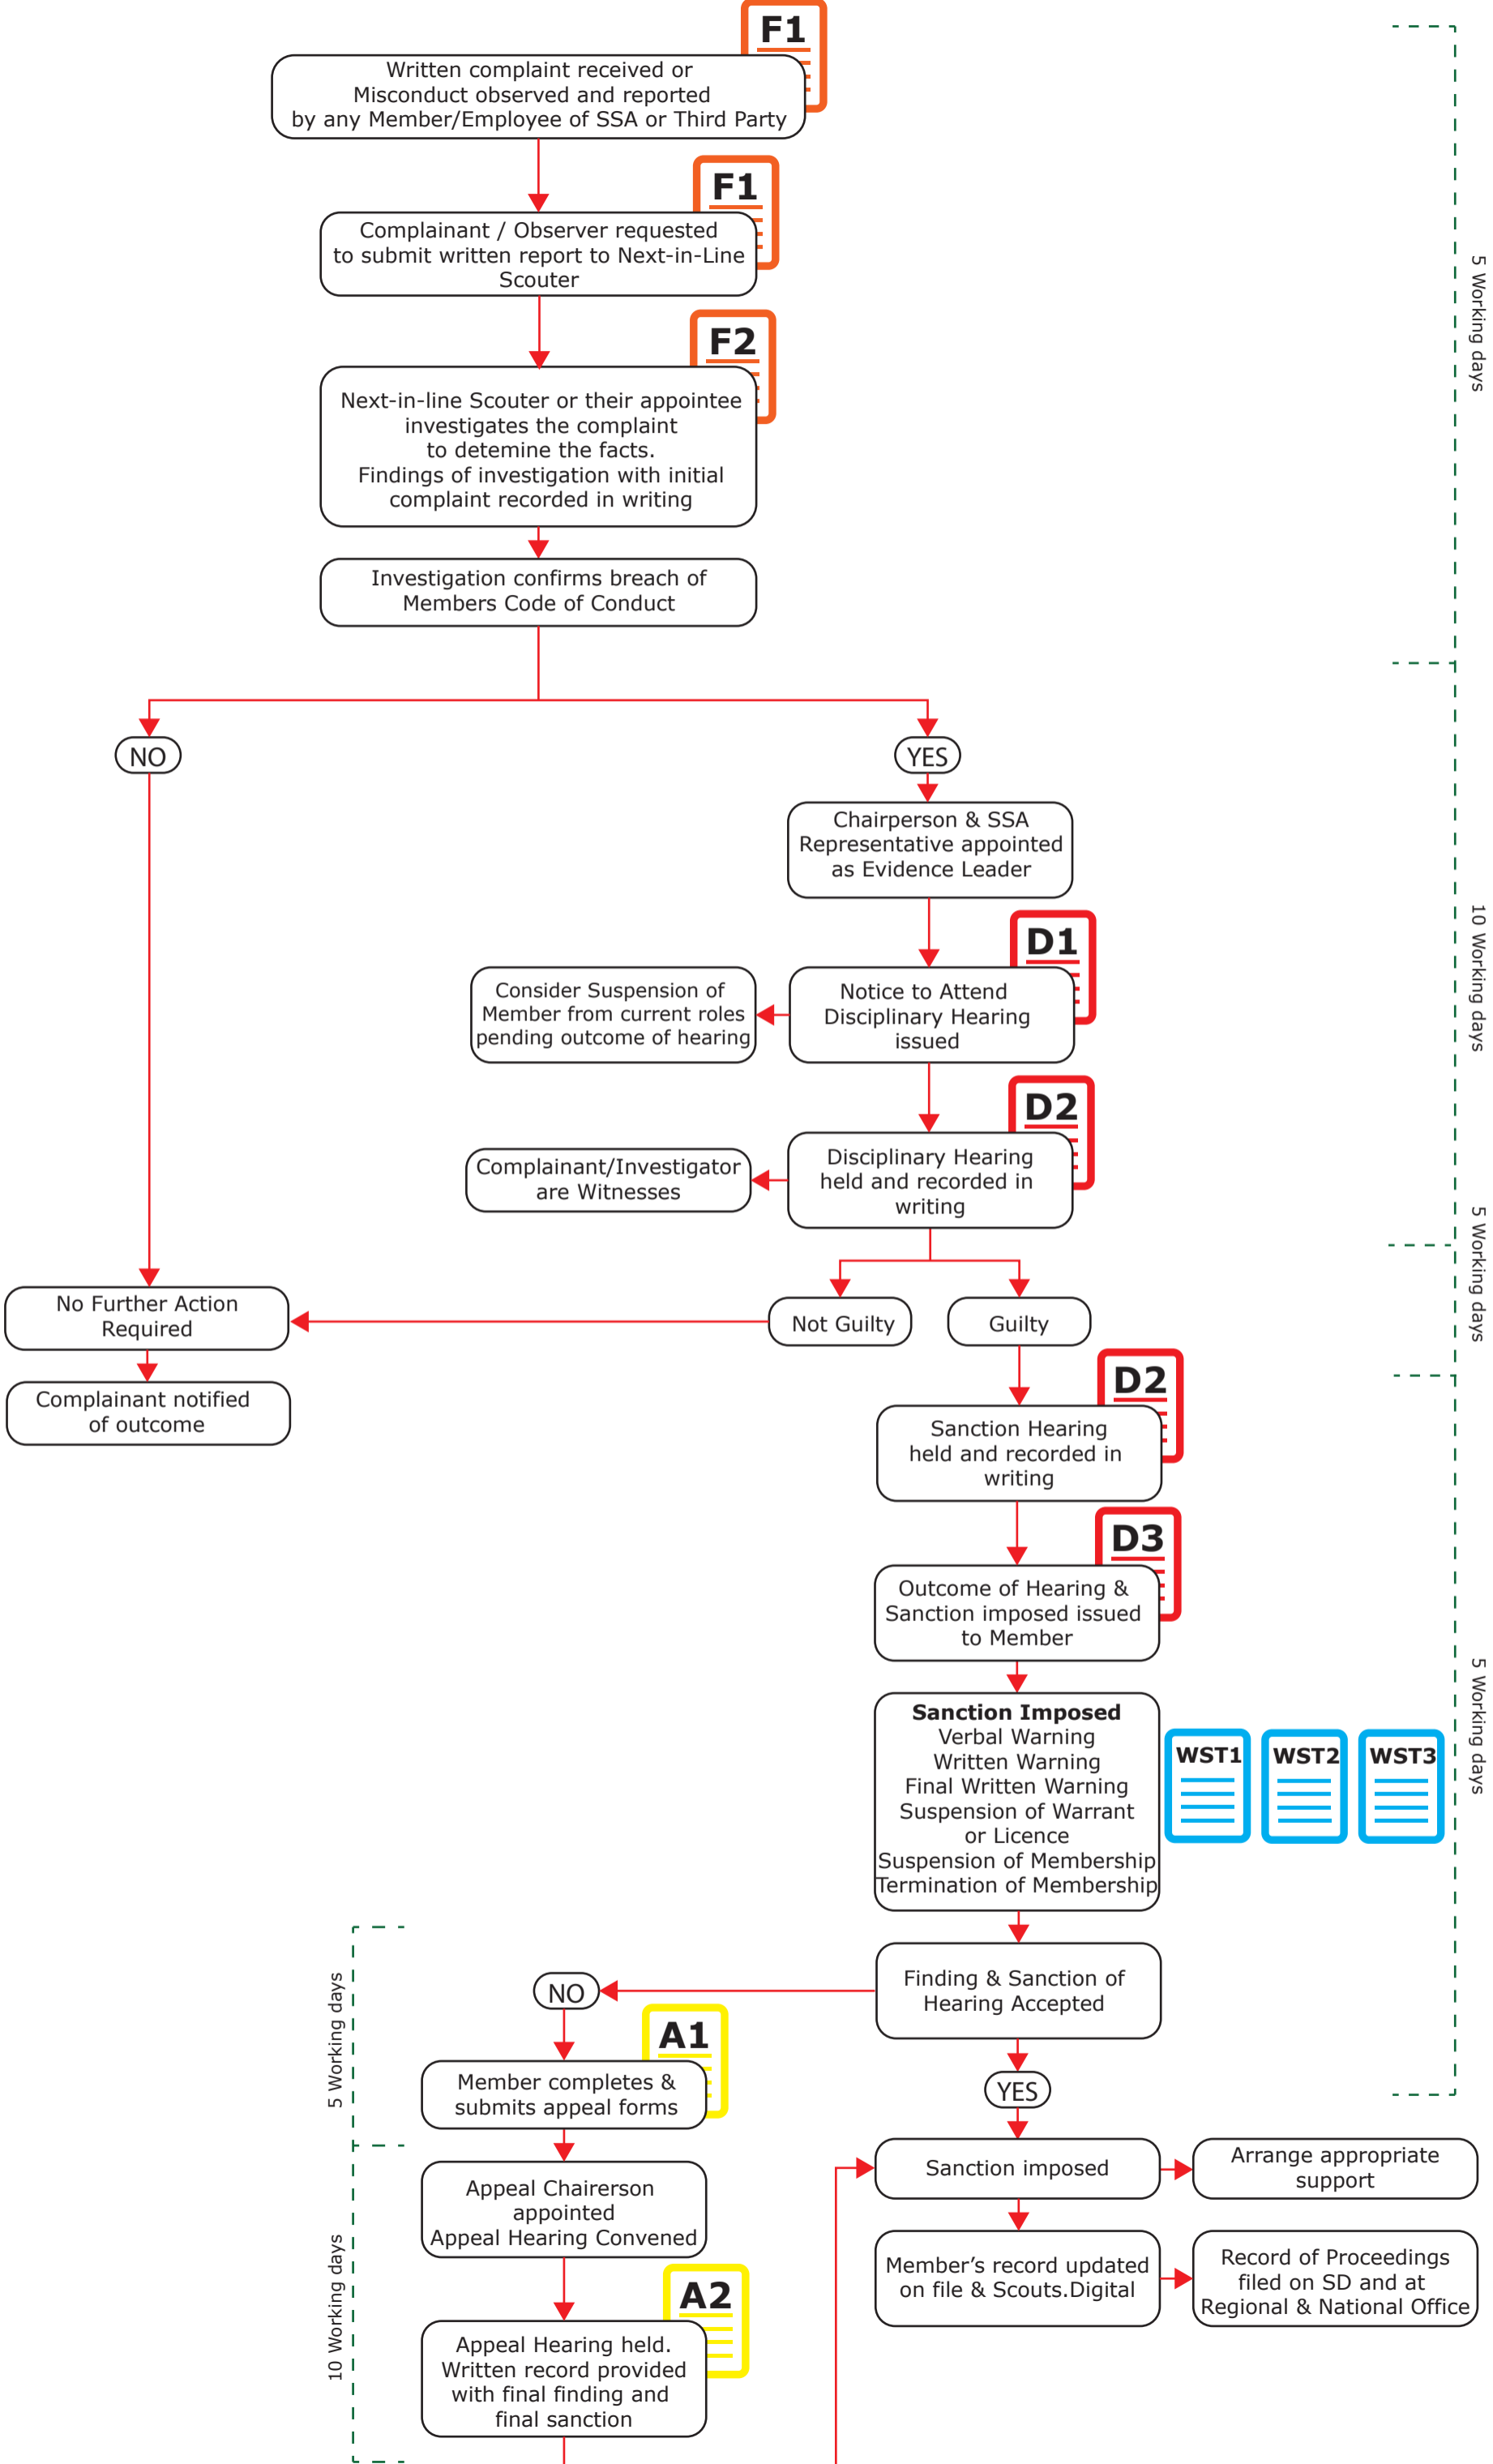 F1
Written complaint received or
Misconduct observed and reported
by any Member/Employee of SSA or Third Party
F1
Complainant / Observer requested
to submit written report to Next-in-Line
Scouter
F2
Next-in-line Scouter or their appointee
investigates the complaint
to detemine the facts.
Findings of investigation with initial
complaint recorded in writing
Investigation confirms breach of
Members Code of Conduct
5 Working days
NO
YES
Chairperson & SSA
Representative appointed
as Evidence Leader
D1
Notice to Attend
Disciplinary Hearing
issued
Consider Suspension of
Member from current roles
pending outcome of hearing
10 Working days
D2
Disciplinary Hearing
held and recorded in
writing
Complainant/Investigator
are Witnesses
5 Working days
Not Guilty
Guilty
No Further Action
Required
Complainant notified
of outcome
D2
Sanction Hearing
held and recorded in
writing
D3
Outcome of Hearing &
Sanction imposed issued
to Member
Sanction Imposed
Verbal Warning
Written Warning
Final Written Warning
Suspension of Warrant
or Licence
Suspension of Membership
Termination of Membership
WST1
WST2
WST3
5 Working days
Finding & Sanction of
Hearing Accepted
NO
YES
A1
Member completes &
submits appeal forms
5 Working days
Appeal Chairerson
appointed
Appeal Hearing Convened
A2
Appeal Hearing held.
Written record provided
with final finding and
final sanction
10 Working days
Sanction imposed
Arrange appropriate
support
Member’s record updated
on file & Scouts.Digital
Record of Proceedings
filed on SD and at
Regional & National Office